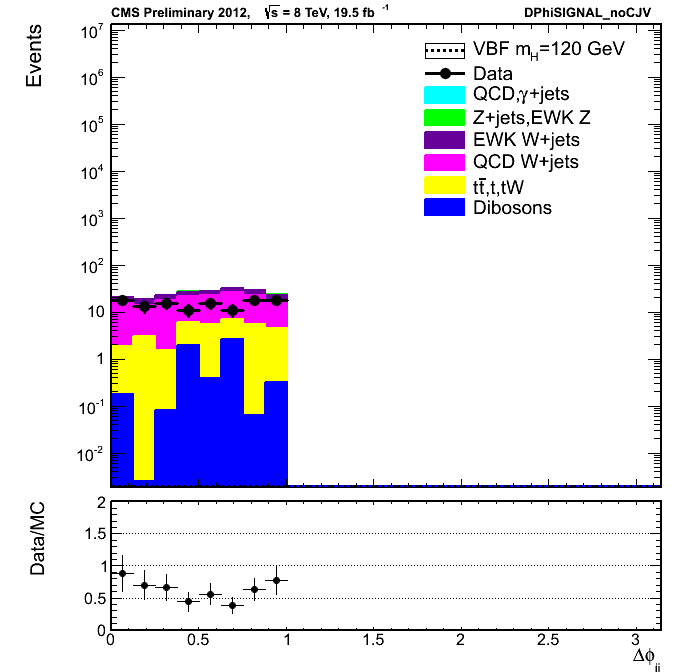 CMS Preliminary 2012, √s = 8 TeV, 19.5 fb⁻¹ DPhiSIGNAL_noCJV
Events
10⁷
10⁶
10⁵
10⁴
10³
10²
10
1
10⁻¹
10⁻²
VBF m_H=120 GeV
Data
QCD,γ+jets
Z+jets,EWK Z
EWK W+jets
QCD W+jets
tt̄,t,tW
Dibosons
Data/MC
2
1.5
1
0.5
0
0 0.5 1 1.5 2 2.5 3
Δϕ_jj